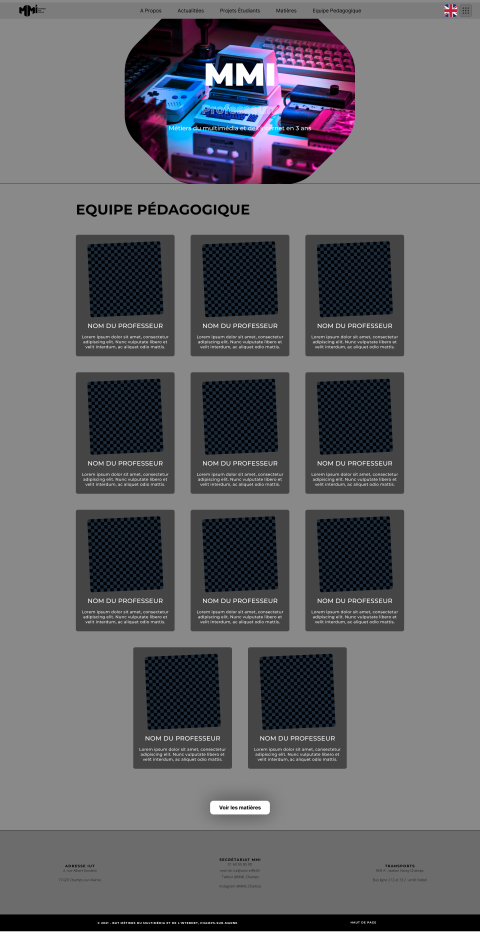 MMI
A Propos
Actualitées
Projets Étudients
Matières
Equipe Pedagogique
MMI
Professeur
Métiers du multimédia et de l'internet en 3 ans
EQUIPE PÉDAGOGIQUE
NOM DU PROFESSEUR
Lorem ipsum dolor sit amet, consectetur
adipiscing elit. Nunc vulputate libero et
velit interdum, ac aliquet odio mattis.
NOM DU PROFESSEUR
Lorem ipsum dolor sit amet, consectetur
adipiscing elit. Nunc vulputate libero et
velit interdum, ac aliquet odio mattis.
NOM DU PROFESSEUR
Lorem ipsum dolor sit amet, consectetur
adipiscing elit. Nunc vulputate libero et
velit interdum, ac aliquet odio mattis.
NOM DU PROFESSEUR
Lorem ipsum dolor sit amet, consectetur
adipiscing elit. Nunc vulputate libero et
velit interdum, ac aliquet odio mattis.
NOM DU PROFESSEUR
Lorem ipsum dolor sit amet, consectetur
adipiscing elit. Nunc vulputate libero et
velit interdum, ac aliquet odio mattis.
NOM DU PROFESSEUR
Lorem ipsum dolor sit amet, consectetur
adipiscing elit. Nunc vulputate libero et
velit interdum, ac aliquet odio mattis.
NOM DU PROFESSEUR
Lorem ipsum dolor sit amet, consectetur
adipiscing elit. Nunc vulputate libero et
velit interdum, ac aliquet odio mattis.
NOM DU PROFESSEUR
Lorem ipsum dolor sit amet, consectetur
adipiscing elit. Nunc vulputate libero et
velit interdum, ac aliquet odio mattis.
NOM DU PROFESSEUR
Lorem ipsum dolor sit amet, consectetur
adipiscing elit. Nunc vulputate libero et
velit interdum, ac aliquet odio mattis.
NOM DU PROFESSEUR
Lorem ipsum dolor sit amet, consectetur
adipiscing elit. Nunc vulputate libero et
velit interdum, ac aliquet odio mattis.
NOM DU PROFESSEUR
Lorem ipsum dolor sit amet, consectetur
adipiscing elit. Nunc vulputate libero et
velit interdum, ac aliquet odio mattis.
Voir les matières
ADRESSE IUT
SECRÉTARIAT MMI
TRANSPORTS
© 2021 - BUT MÉTIERS DU MULTIMÉDIA ET DE L'INTERNET, CHAMPS-SUR-MARNE
HAUT DE PAGE